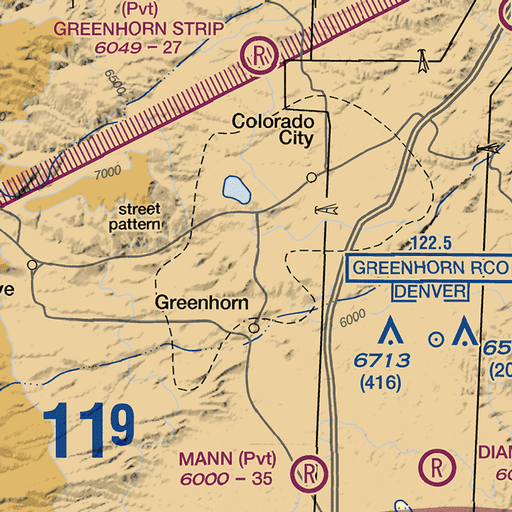 (Pvt)
GREENHORN STRIP
6049 - 27
R
6500
Colorado
City
7000
street
pattern
122.5
GREENHORN RCO
DENVER
Greenhorn
6000
6713
(416)
119
MANN (Pvt)
6000 - 35
R
R